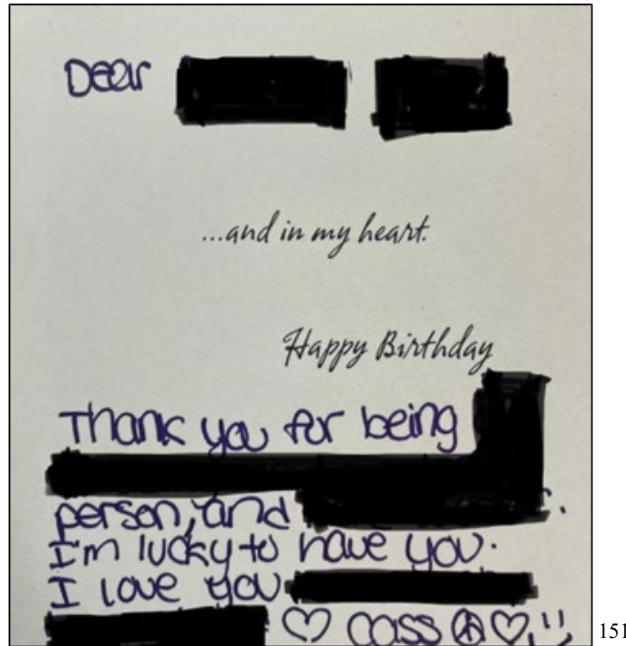 Dear
...and in my heart.
Happy Birthday
Thank you for being
person, and
I'm lucky to have you.
I love you
♡ Cass ☮♡ :)
151